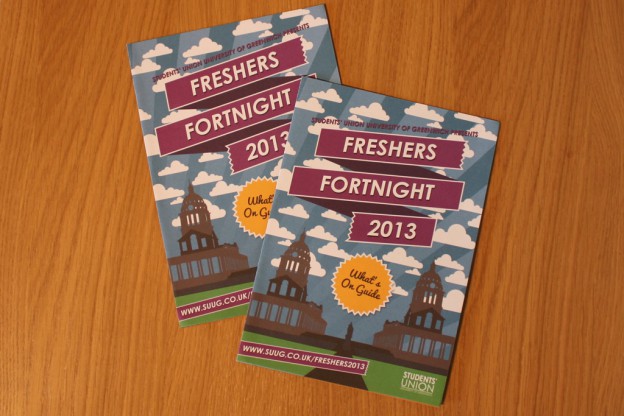 STUDENTS' UNION UNIVERSITY OF GREENWICH PRESENTS
FRESHERS
FORTNIGHT
2013
What's
On Guide
WWW.SUUG.CO.UK/
STUDENTS' UNION UNIVERSITY OF GREENWICH PRESENTS
FRESHERS
FORTNIGHT
2013
What's
On Guide
WWW.SUUG.CO.UK/FRESHERS2013
STUDENTS'
UNION